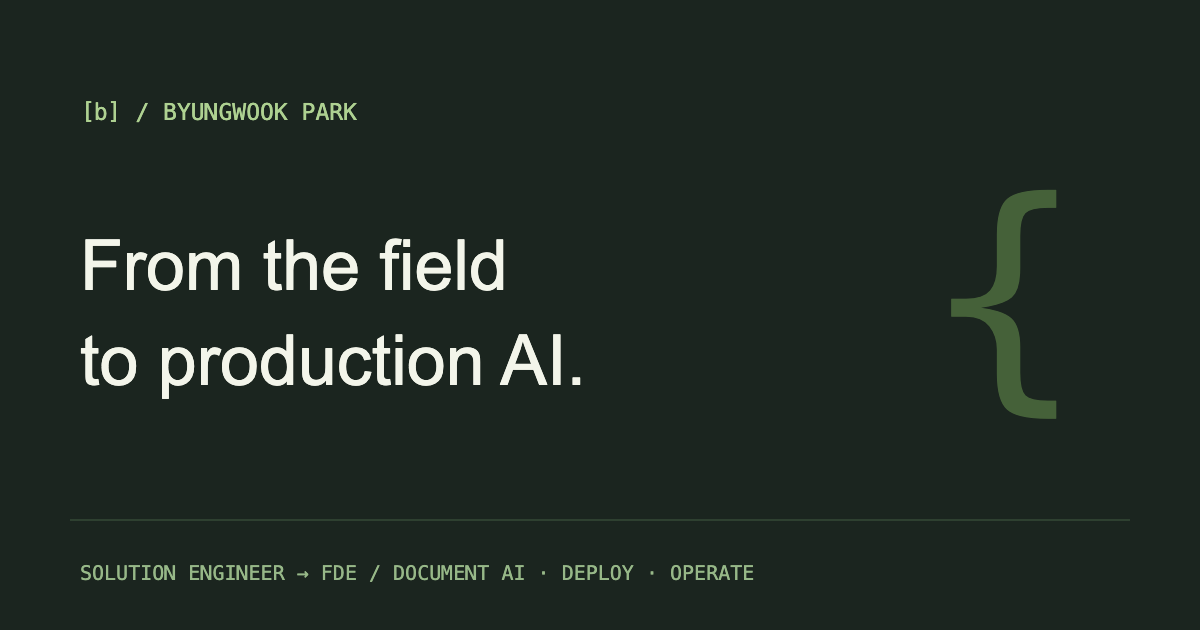 [b] / BYUNGWOOK PARK
From the field
to production AI.
{
SOLUTION ENGINEER → FDE / DOCUMENT AI · DEPLOY · OPERATE